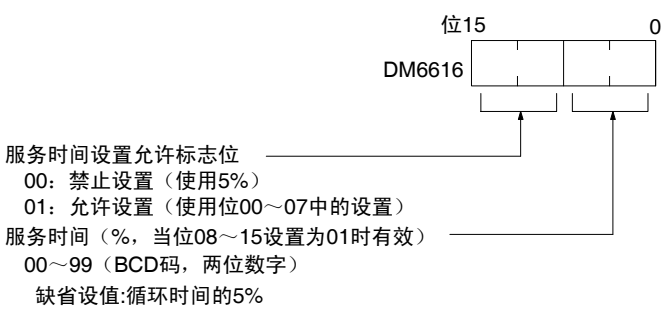 位15 0
DM6616
服务时间设置允许标志位
00：禁止设置（使用5%）
01：允许设置（使用位00～07中的设置）
服务时间（%，当位08～15设置为01时有效）
00～99（BCD码，两位数字）
缺省设值:循环时间的5%